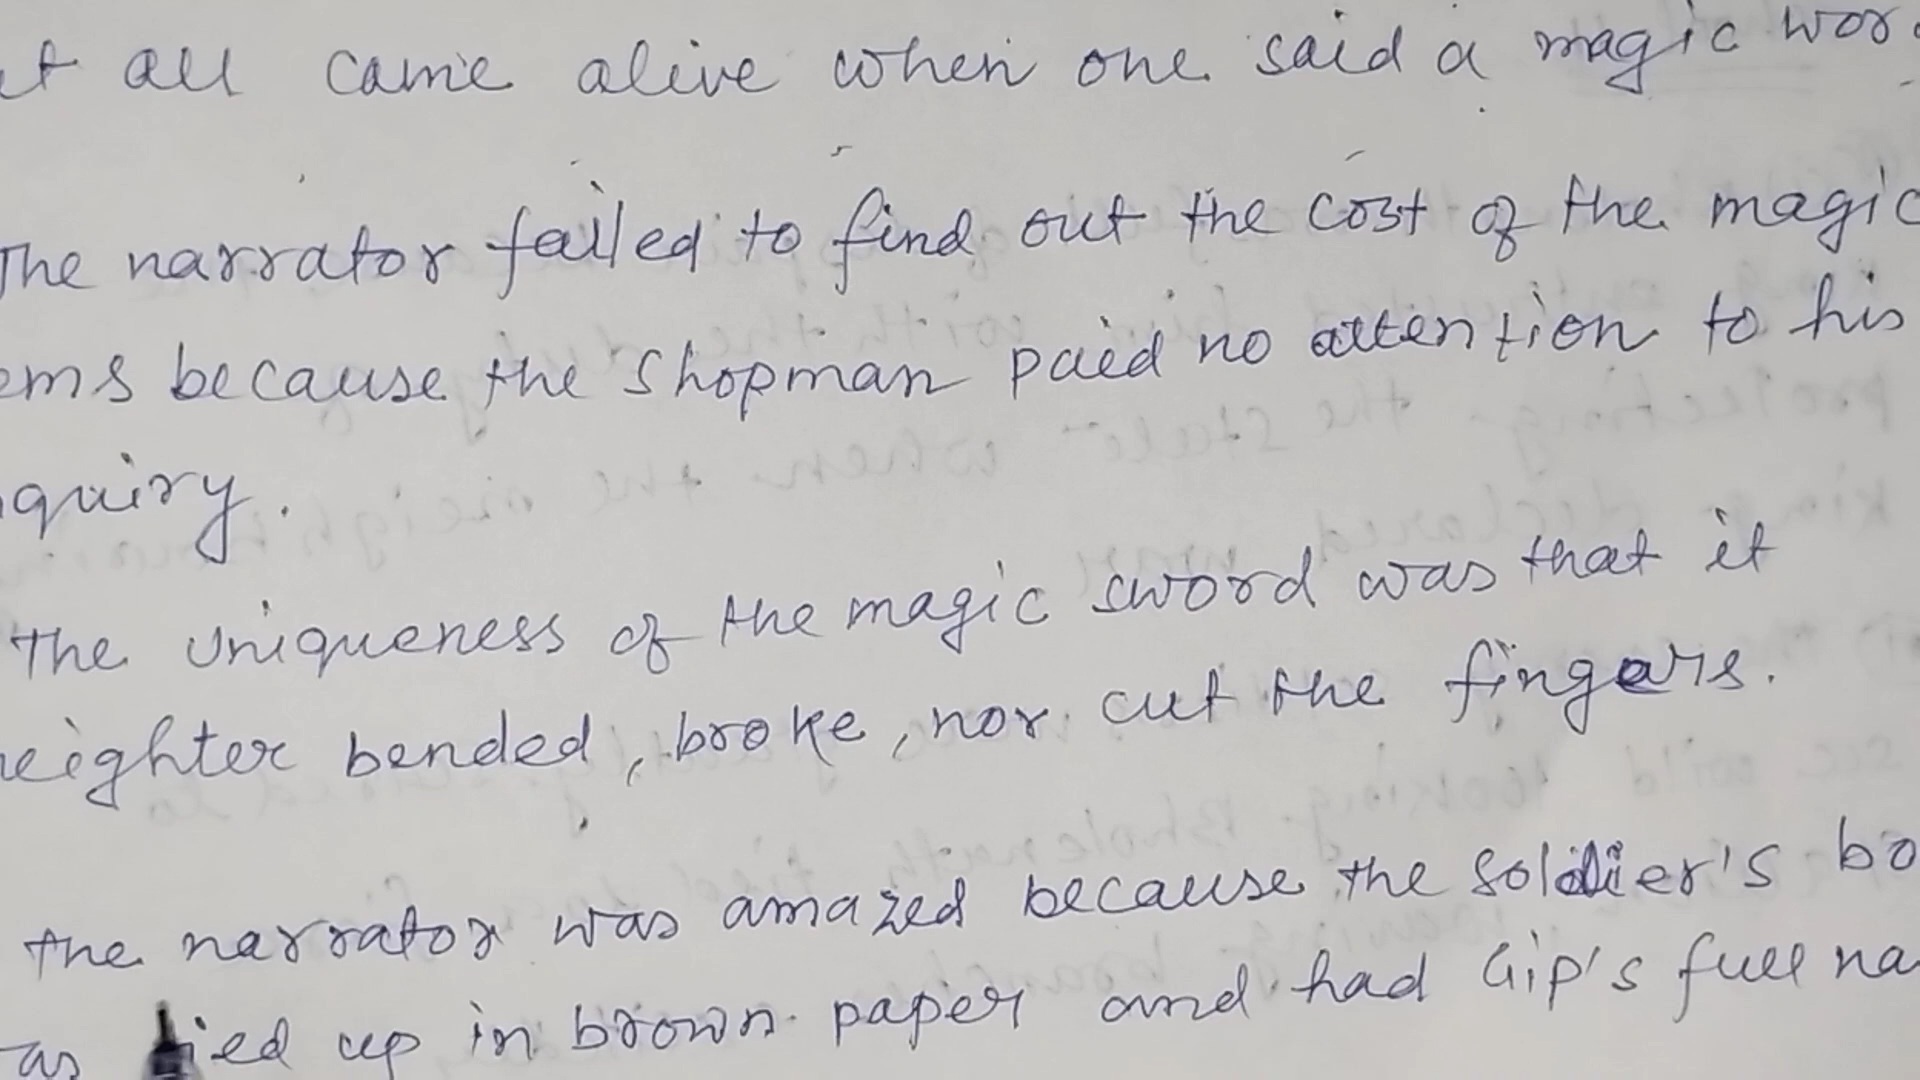 all came alive when one said a magic
The narrator failed to find out the cost of the magic
because the shopman paid no attention to his
The uniqueness of the magic sword was that it
neighter bended, broke, nor cut the fingers.
the narrator was amazed because the soldier's
up in brown paper and had Gip's full